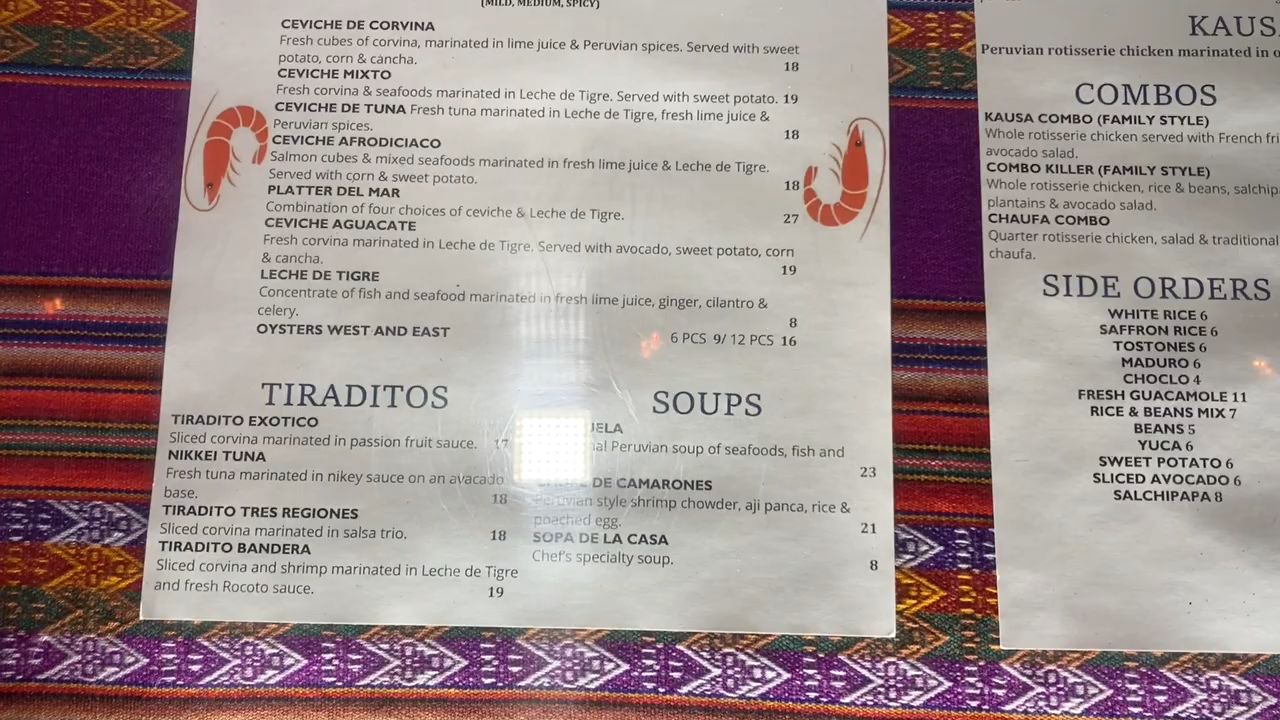 (MILD, MEDIUM, SPICY)
CEVICHE DE CORVINA
Fresh cubes of corvina, marinated in lime juice & Peruvian spices. Served with sweet
potato, corn & cancha. 18
CEVICHE MIXTO
Fresh corvina & seafoods marinated in Leche de Tigre. Served with sweet potato. 19
CEVICHE DE TUNA Fresh tuna marinated in Leche de Tigre, fresh lime juice &
Peruvian spices. 18
CEVICHE AFRODICIACO
Salmon cubes & mixed seafoods marinated in fresh lime juice & Leche de Tigre.
Served with corn & sweet potato. 18
PLATTER DEL MAR
Combination of four choices of ceviche & Leche de Tigre. 27
CEVICHE AGUACATE
Fresh corvina marinated in Leche de Tigre. Served with avocado, sweet potato, corn
& cancha. 19
LECHE DE TIGRE
Concentrate of fish and seafood marinated in fresh lime juice, ginger, cilantro &
celery. 8
OYSTERS WEST AND EAST 6 PCS 9/ 12 PCS 16
TIRADITOS
TIRADITO EXOTICO
Sliced corvina marinated in passion fruit sauce. 17
NIKKEI TUNA
Fresh tuna marinated in nikey sauce on an avacado
base. 18
TIRADITO TRES REGIONES
Sliced corvina marinated in salsa trio. 18
TIRADITO BANDERA
Sliced corvina and shrimp marinated in Leche de Tigre
and fresh Rocoto sauce. 19
SOUPS
Peruvian soup of seafoods, fish and
23
DE CAMARONES
Peruvian style shrimp chowder, aji panca, rice &
poached egg. 21
SOPA DE LA CASA
Chef's specialty soup. 8
Peruvian rotisserie chicken marinated in
COMBOS
KAUSA COMBO (FAMILY STYLE)
Whole rotisserie chicken served with French
avocado salad.
COMBO KILLER (FAMILY STYLE)
Whole rotisserie chicken, rice & beans,
plantains & avocado salad.
CHAUFA COMBO
Quarter rotisserie chicken, salad & traditional
chaufa.
SIDE ORDERS
WHITE RICE 6
SAFFRON RICE 6
TOSTONES 6
MADURO 6
CHOCLO 4
FRESH GUACAMOLE 11
RICE & BEANS MIX 7
BEANS 5
YUCA 6
SWEET POTATO 6
SLICED AVOCADO 6
SALCHIPAPA 8